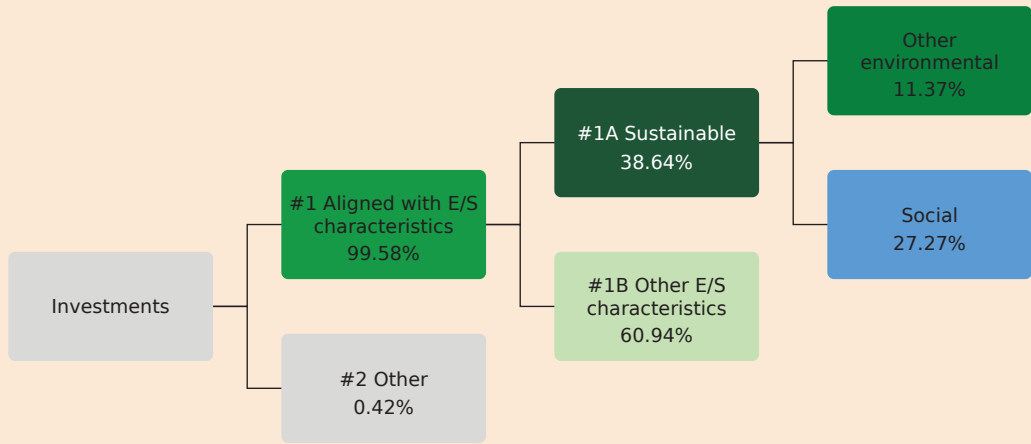 Investments
#1 Aligned with E/S
characteristics
99.58%
#2 Other
0.42%
#1A Sustainable
38.64%
#1B Other E/S
characteristics
60.94%
Other
environmental
11.37%
Social
27.27%